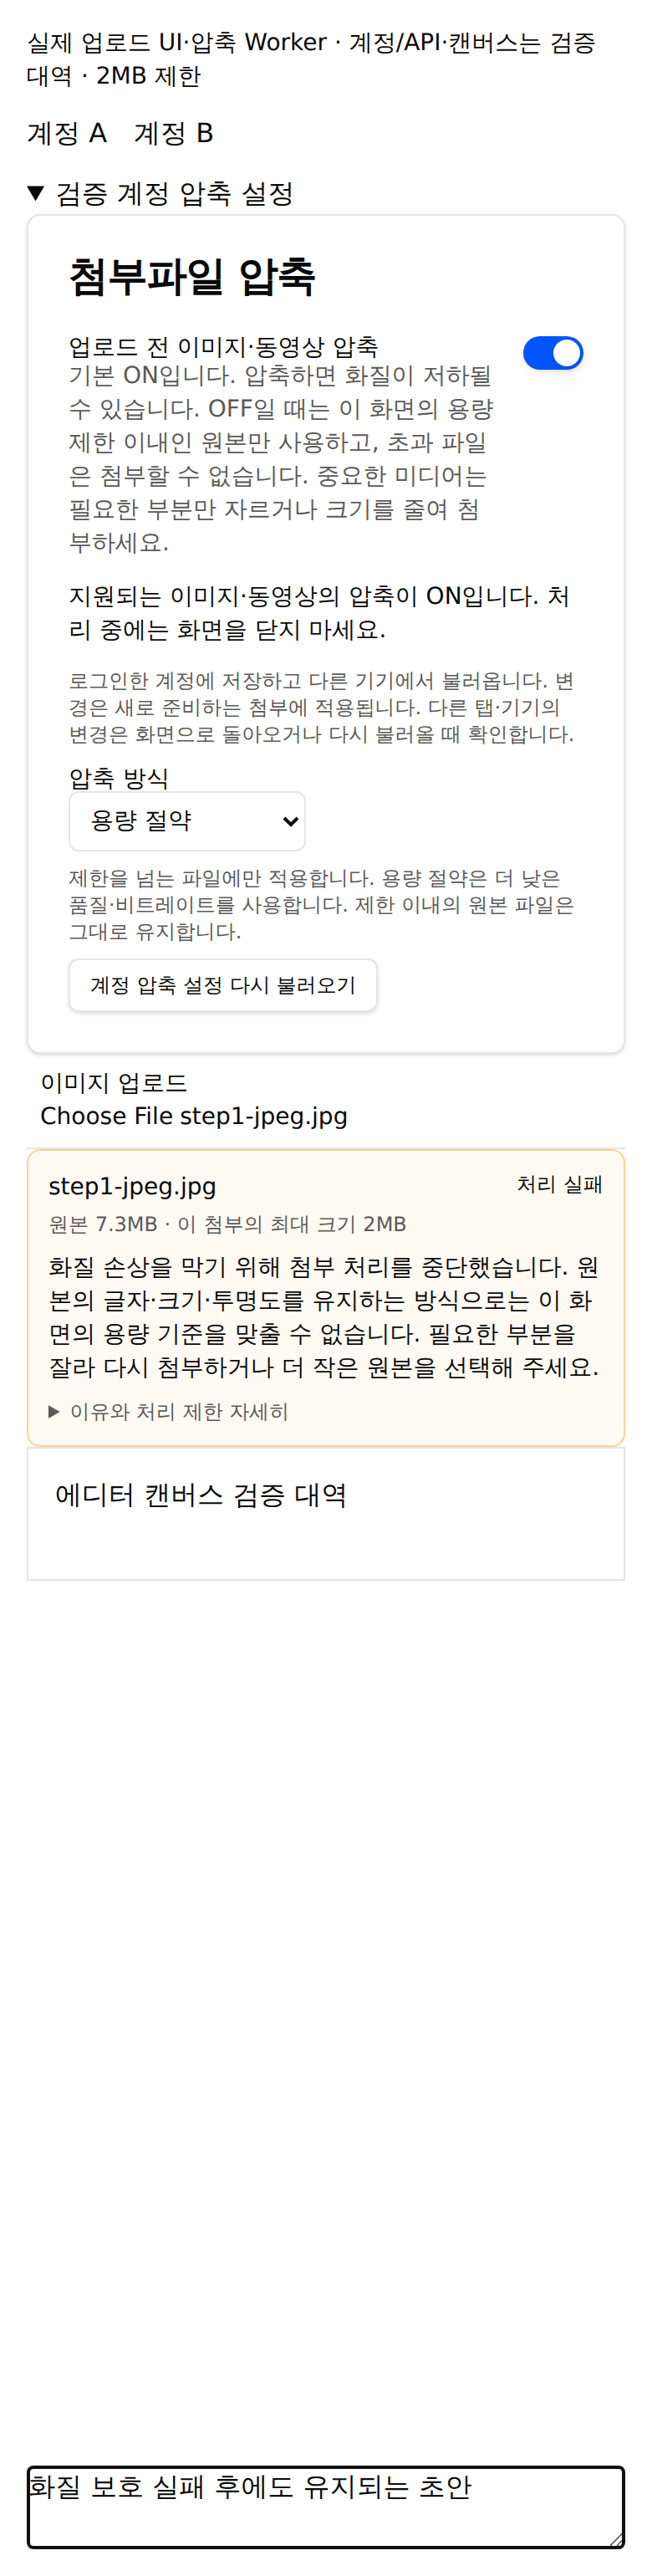 실제 업로드 UI·압축 Worker · 계정/API·캔버스는 검증
대역 · 2MB 제한
계정 A 계정 B
▼ 검증 계정 압축 설정
첨부파일 압축
업로드 전 이미지·동영상 압축
기본 ON입니다. 압축하면 화질이 저하될
수 있습니다. OFF일 때는 이 화면의 용량
제한 이내인 원본만 사용하고, 초과 파일
은 첨부할 수 없습니다. 중요한 미디어는
필요한 부분만 자르거나 크기를 줄여 첨
부하세요.
지원되는 이미지·동영상의 압축이 ON입니다. 처
리 중에는 화면을 닫지 마세요.
로그인한 계정에 저장하고 다른 기기에서 불러옵니다. 변
경은 새로 준비하는 첨부에 적용됩니다. 다른 탭·기기의
변경은 화면으로 돌아오거나 다시 불러올 때 확인합니다.
압축 방식
용량 절약
제한을 넘는 파일에만 적용합니다. 용량 절약은 더 낮은
품질·비트레이트를 사용합니다. 제한 이내의 원본 파일은
그대로 유지합니다.
계정 압축 설정 다시 불러오기
이미지 업로드
Choose File step1-jpeg.jpg
step1-jpeg.jpg 처리 실패
원본 7.3MB · 이 첨부의 최대 크기 2MB
화질 손상을 막기 위해 첨부 처리를 중단했습니다. 원
본의 글자·크기·투명도를 유지하는 방식으로는 이 화
면의 용량 기준을 맞출 수 없습니다. 필요한 부분을
잘라 다시 첨부하거나 더 작은 원본을 선택해 주세요.
▶ 이유와 처리 제한 자세히
에디터 캔버스 검증 대역
화질 보호 실패 후에도 유지되는 초안